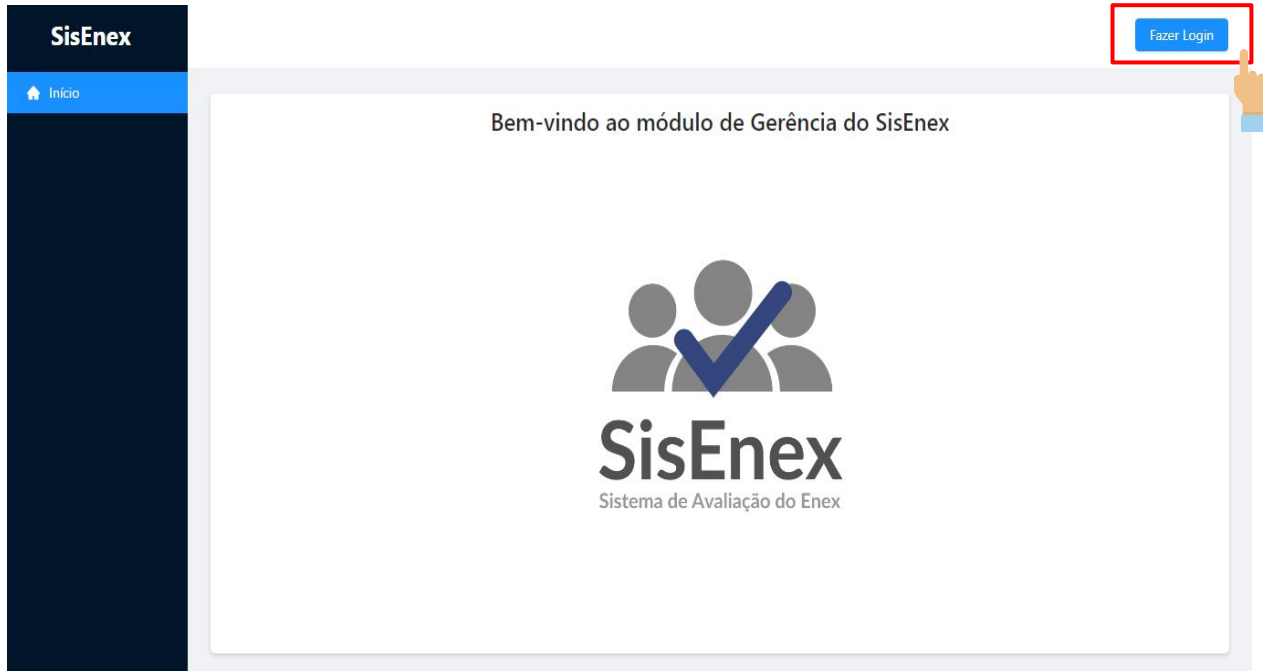 SisEnex
Fazer Login
Início
Bem-vindo ao módulo de Gerência do SisEnex
SisEnex
Sistema de Avaliação do Enex